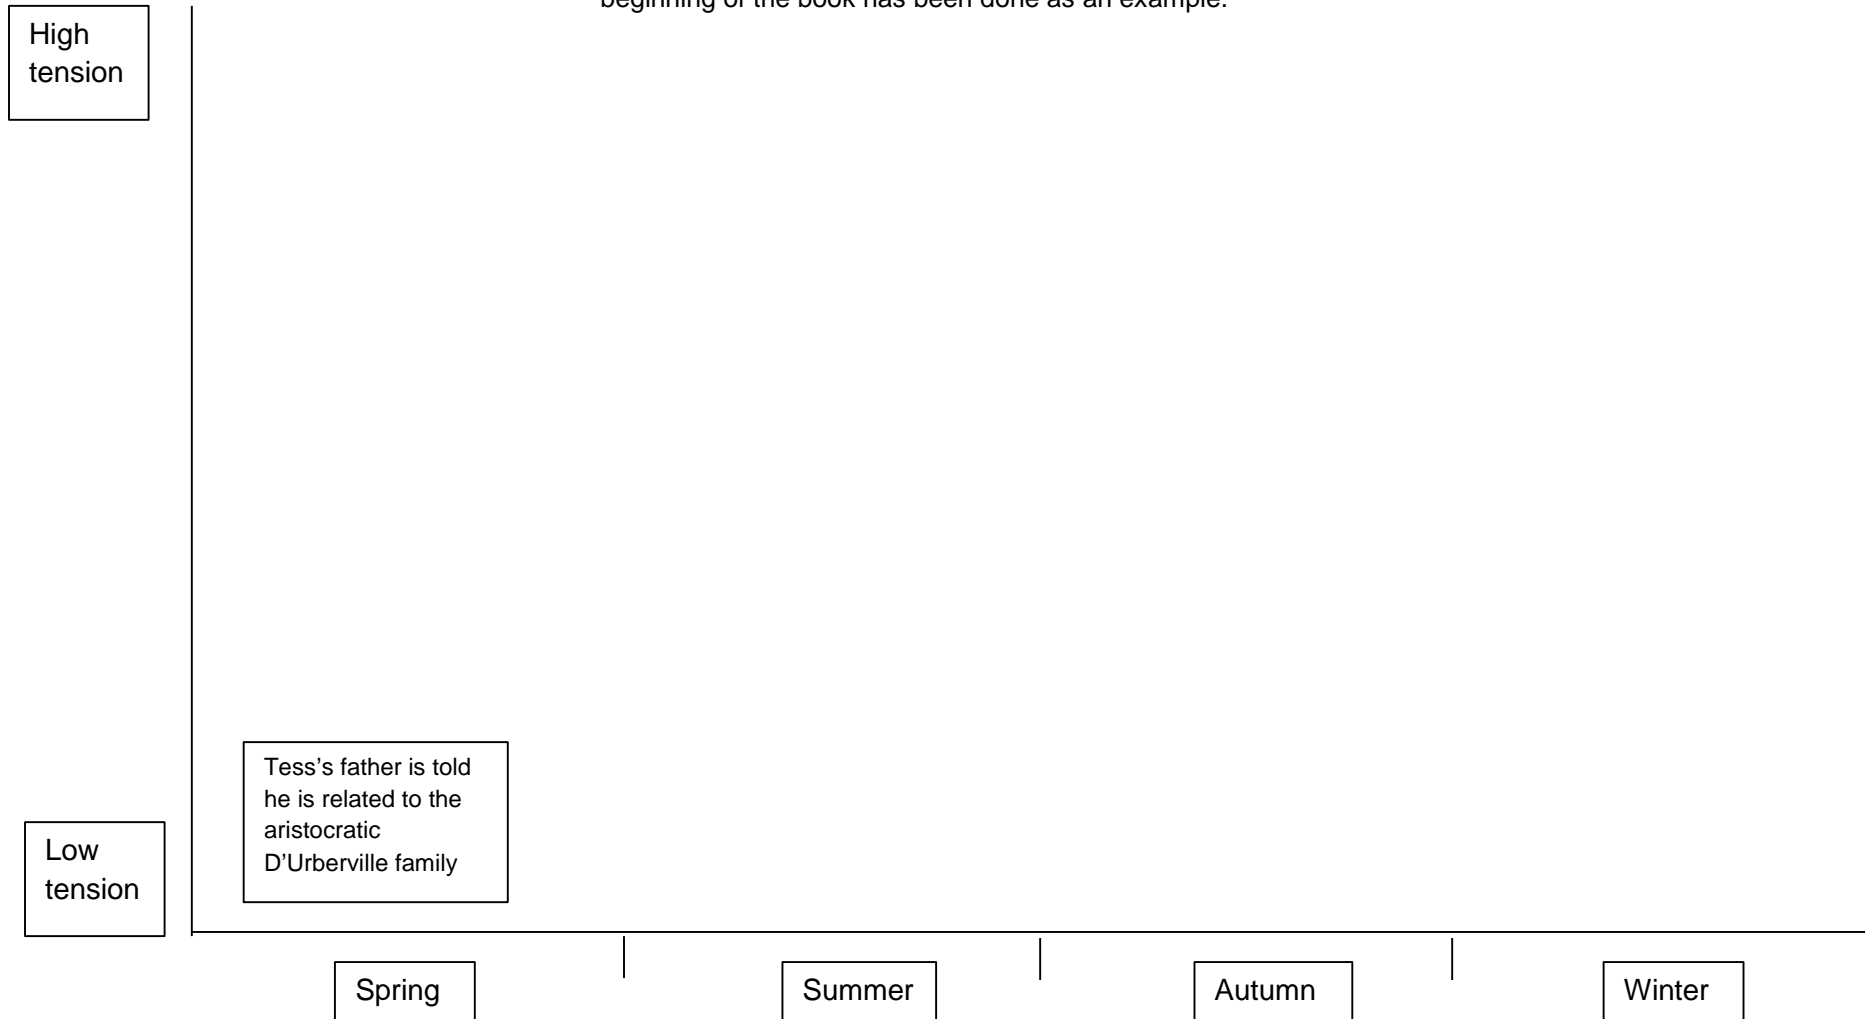 beginning of the book has been done as an example.
High
tension
Tess’s father is told
he is related to the
aristocratic
D’Urberville family
Low
tension
Spring
Summer
Autumn
Winter